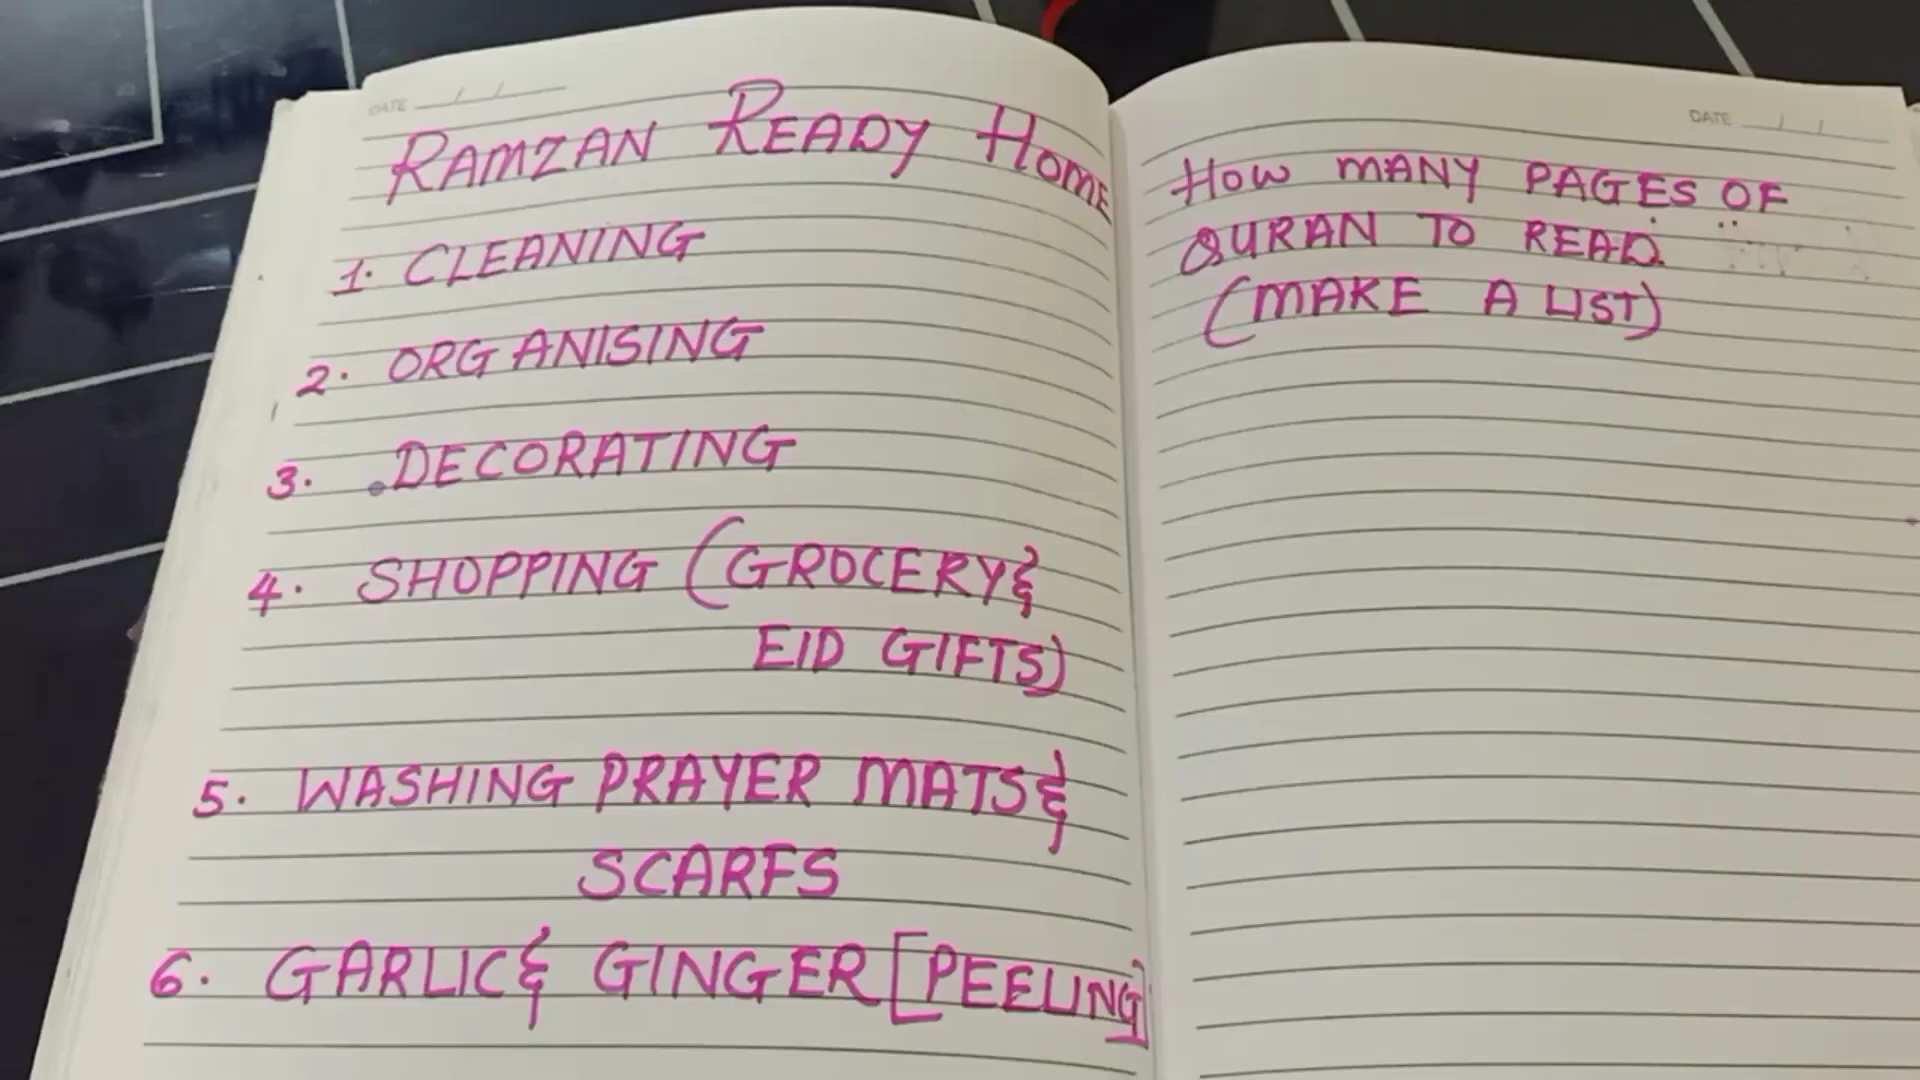 DATE
RAMZAN READY HOME
1. CLEANING
2. ORGANISING
3. DECORATING
4. SHOPPING (GROCERY &
EID GIFTS)
5. WASHING PRAYER MATS &
SCARFS
6. GARLIC & GINGER [PEELING]
DATE
HOW MANY PAGES OF
QURAN TO READ.
(MAKE A LIST)